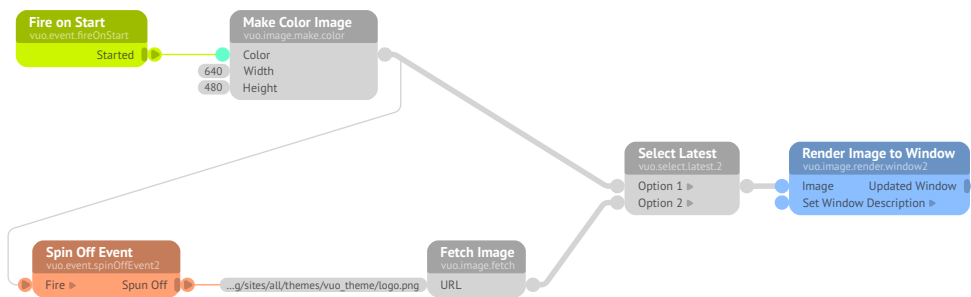 Fire on Start
vuo.event.fireOnStart
Started
Make Color Image
vuo.image.make.color
Color
640 Width
480 Height
Select Latest
vuo.select.latest.2
Option 1
Option 2
Render Image to Window
vuo.image.render.window2
Image Updated Window
Set Window Description
Spin Off Event
vuo.event.spinOffEvent2
Fire Spun Off
...g/sites/all/themes/vuo_theme/logo.png
Fetch Image
vuo.image.fetch
URL